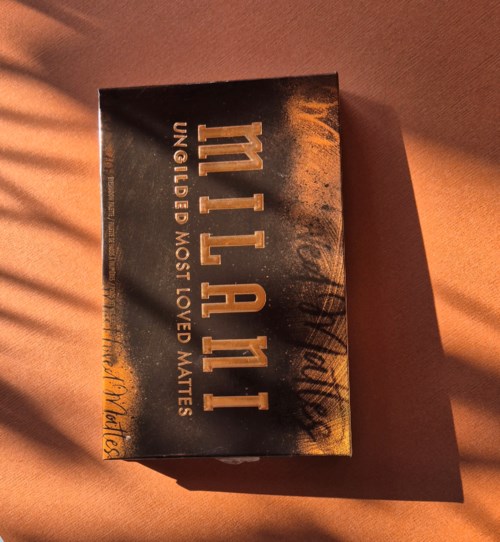 MILANI
UNGILDED MOST LOVED MATTES
Mattes
Mattes